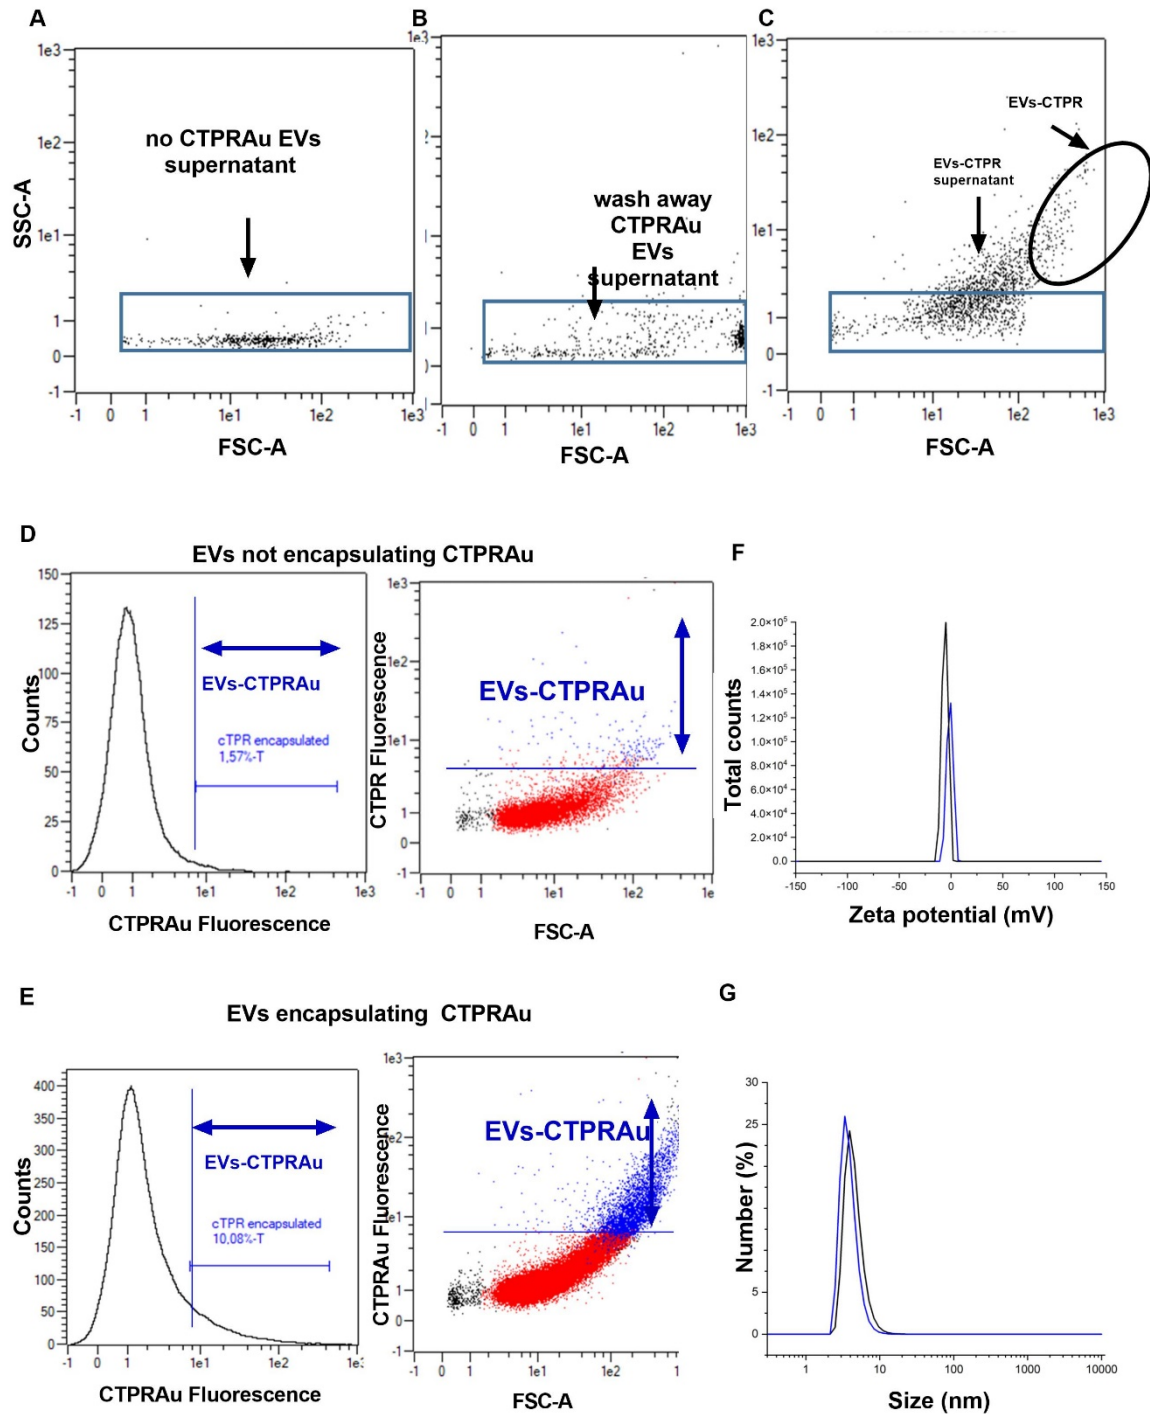 A
1e3
1e2
1e1
1
0
-1
SSC-A
no CTPRAu EVs
supernatant
-1 0 1 1e1 1e2 1e3
FSC-A
B
1e3
wash away
CTPRAu
EVs
supernatant
-1 0 1 1e1 1e2 1e3
FSC-A
C
1e3
1e2
1e1
1
0
-1
EVs-CTPR
EVs-CTPR
supernatant
-1 0 1 1e1 1e2 1e3
FSC-A
D
EVs not encapsulating CTPRAu
150
125
100
75
50
25
0
Counts
EVs-CTPRAu
cTPR encapsulated
1,57%-T
-1 0 1 1e1 1e2 1e3
CTPRAu Fluorescence
1e3
1e2
1e1
1
0
-1
CTPR Fluorescence
EVs-CTPRAu
-1 0 1 1e1 1e2 1e
FSC-A
F
2.0×10⁵
1.8×10⁵
1.6×10⁵
1.4×10⁵
1.2×10⁵
1.0×10⁵
8.0×10⁴
6.0×10⁴
4.0×10⁴
2.0×10⁴
0.0
Total counts
-150 -100 -50 0 50 100 150
Zeta potential (mV)
E
EVs encapsulating CTPRAu
400
350
300
250
200
150
100
50
0
Counts
EVs-CTPRAu
cTPR encapsulated
10,08%-T
-1 0 1 1e1 1e2
CTPRAu Fluorescence
1e3
1e2
1e1
1
0
-1
CTPRAu Fluorescence
EVs-CTPRAu
-1 0 1 1e1 1e2 1
FSC-A
G
30
25
5
0
Number (%)
1 10 100 1000 10000
Size (nm)